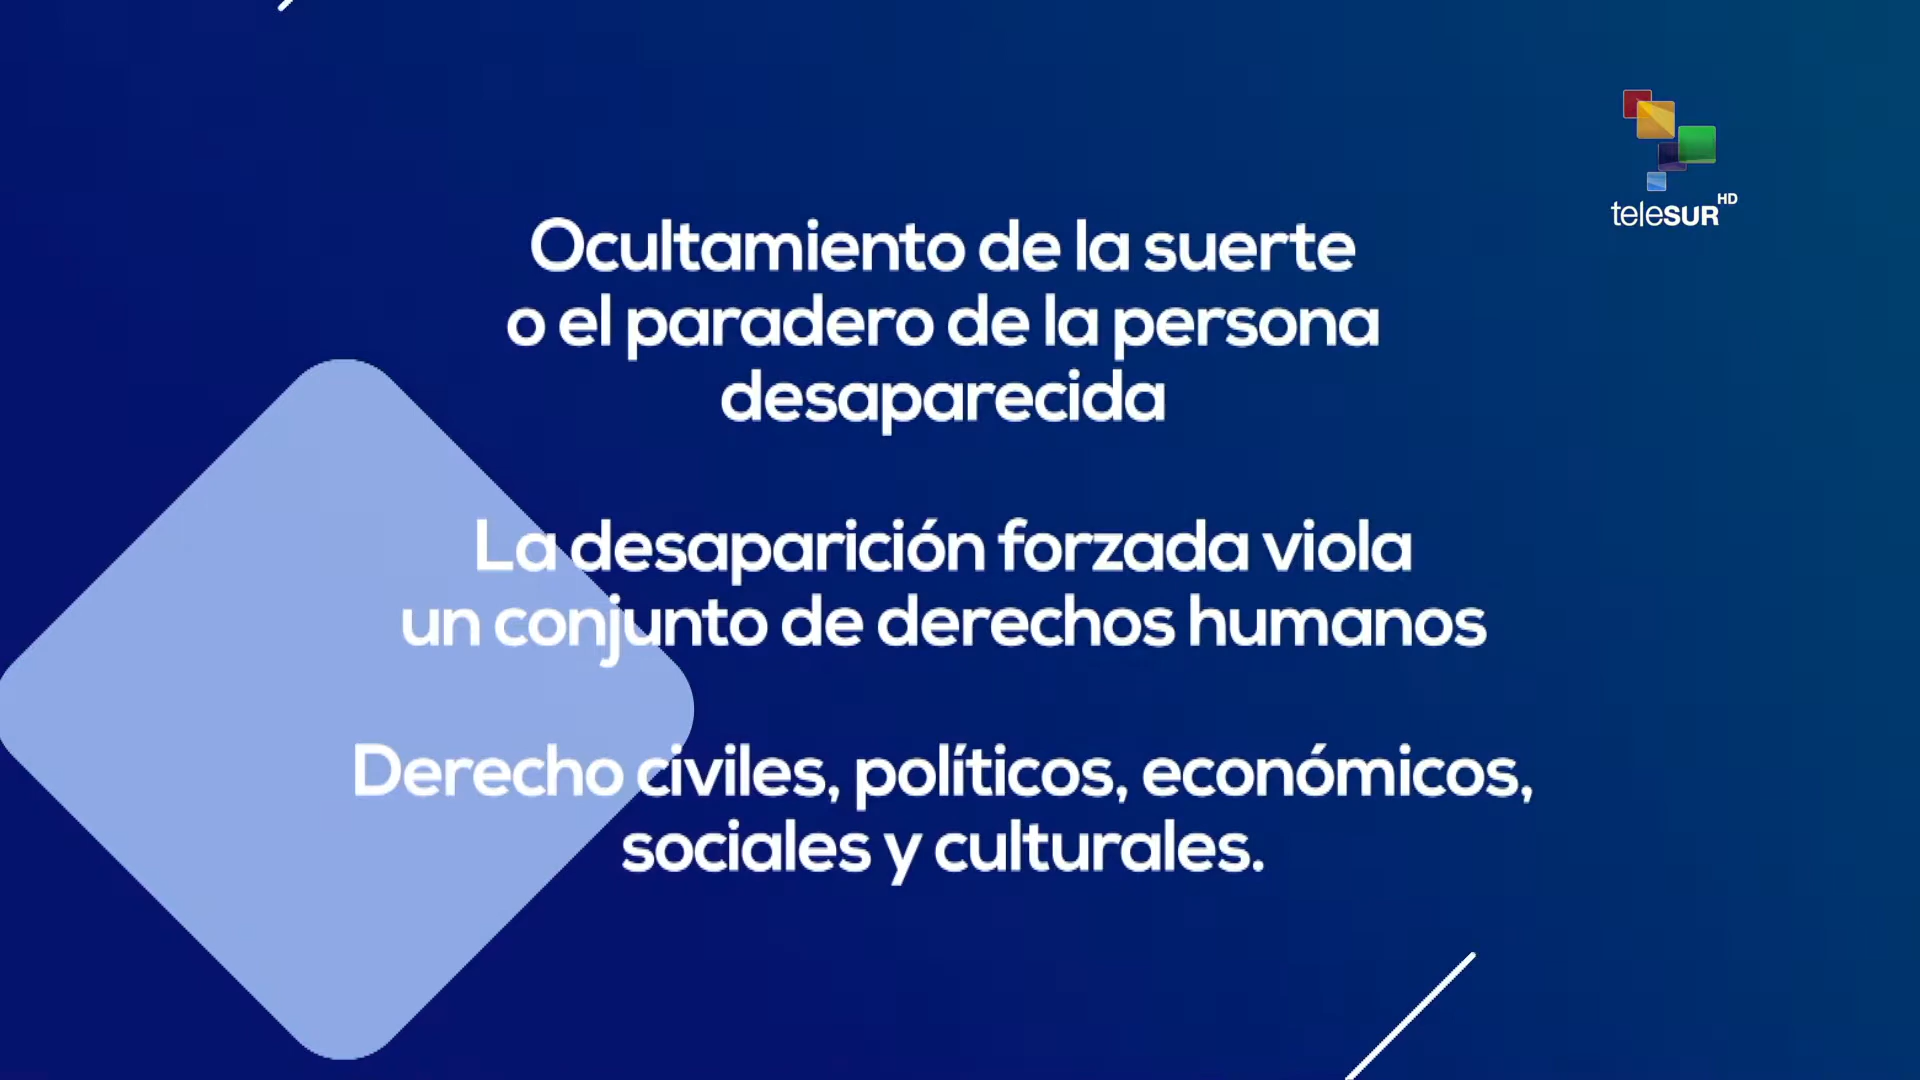 teleSUR HD
Ocultamiento de la suerte
o el paradero de la persona
desaparecida
La desaparición forzada viola
un conjunto de derechos humanos
Derecho civiles, políticos, económicos,
sociales y culturales.